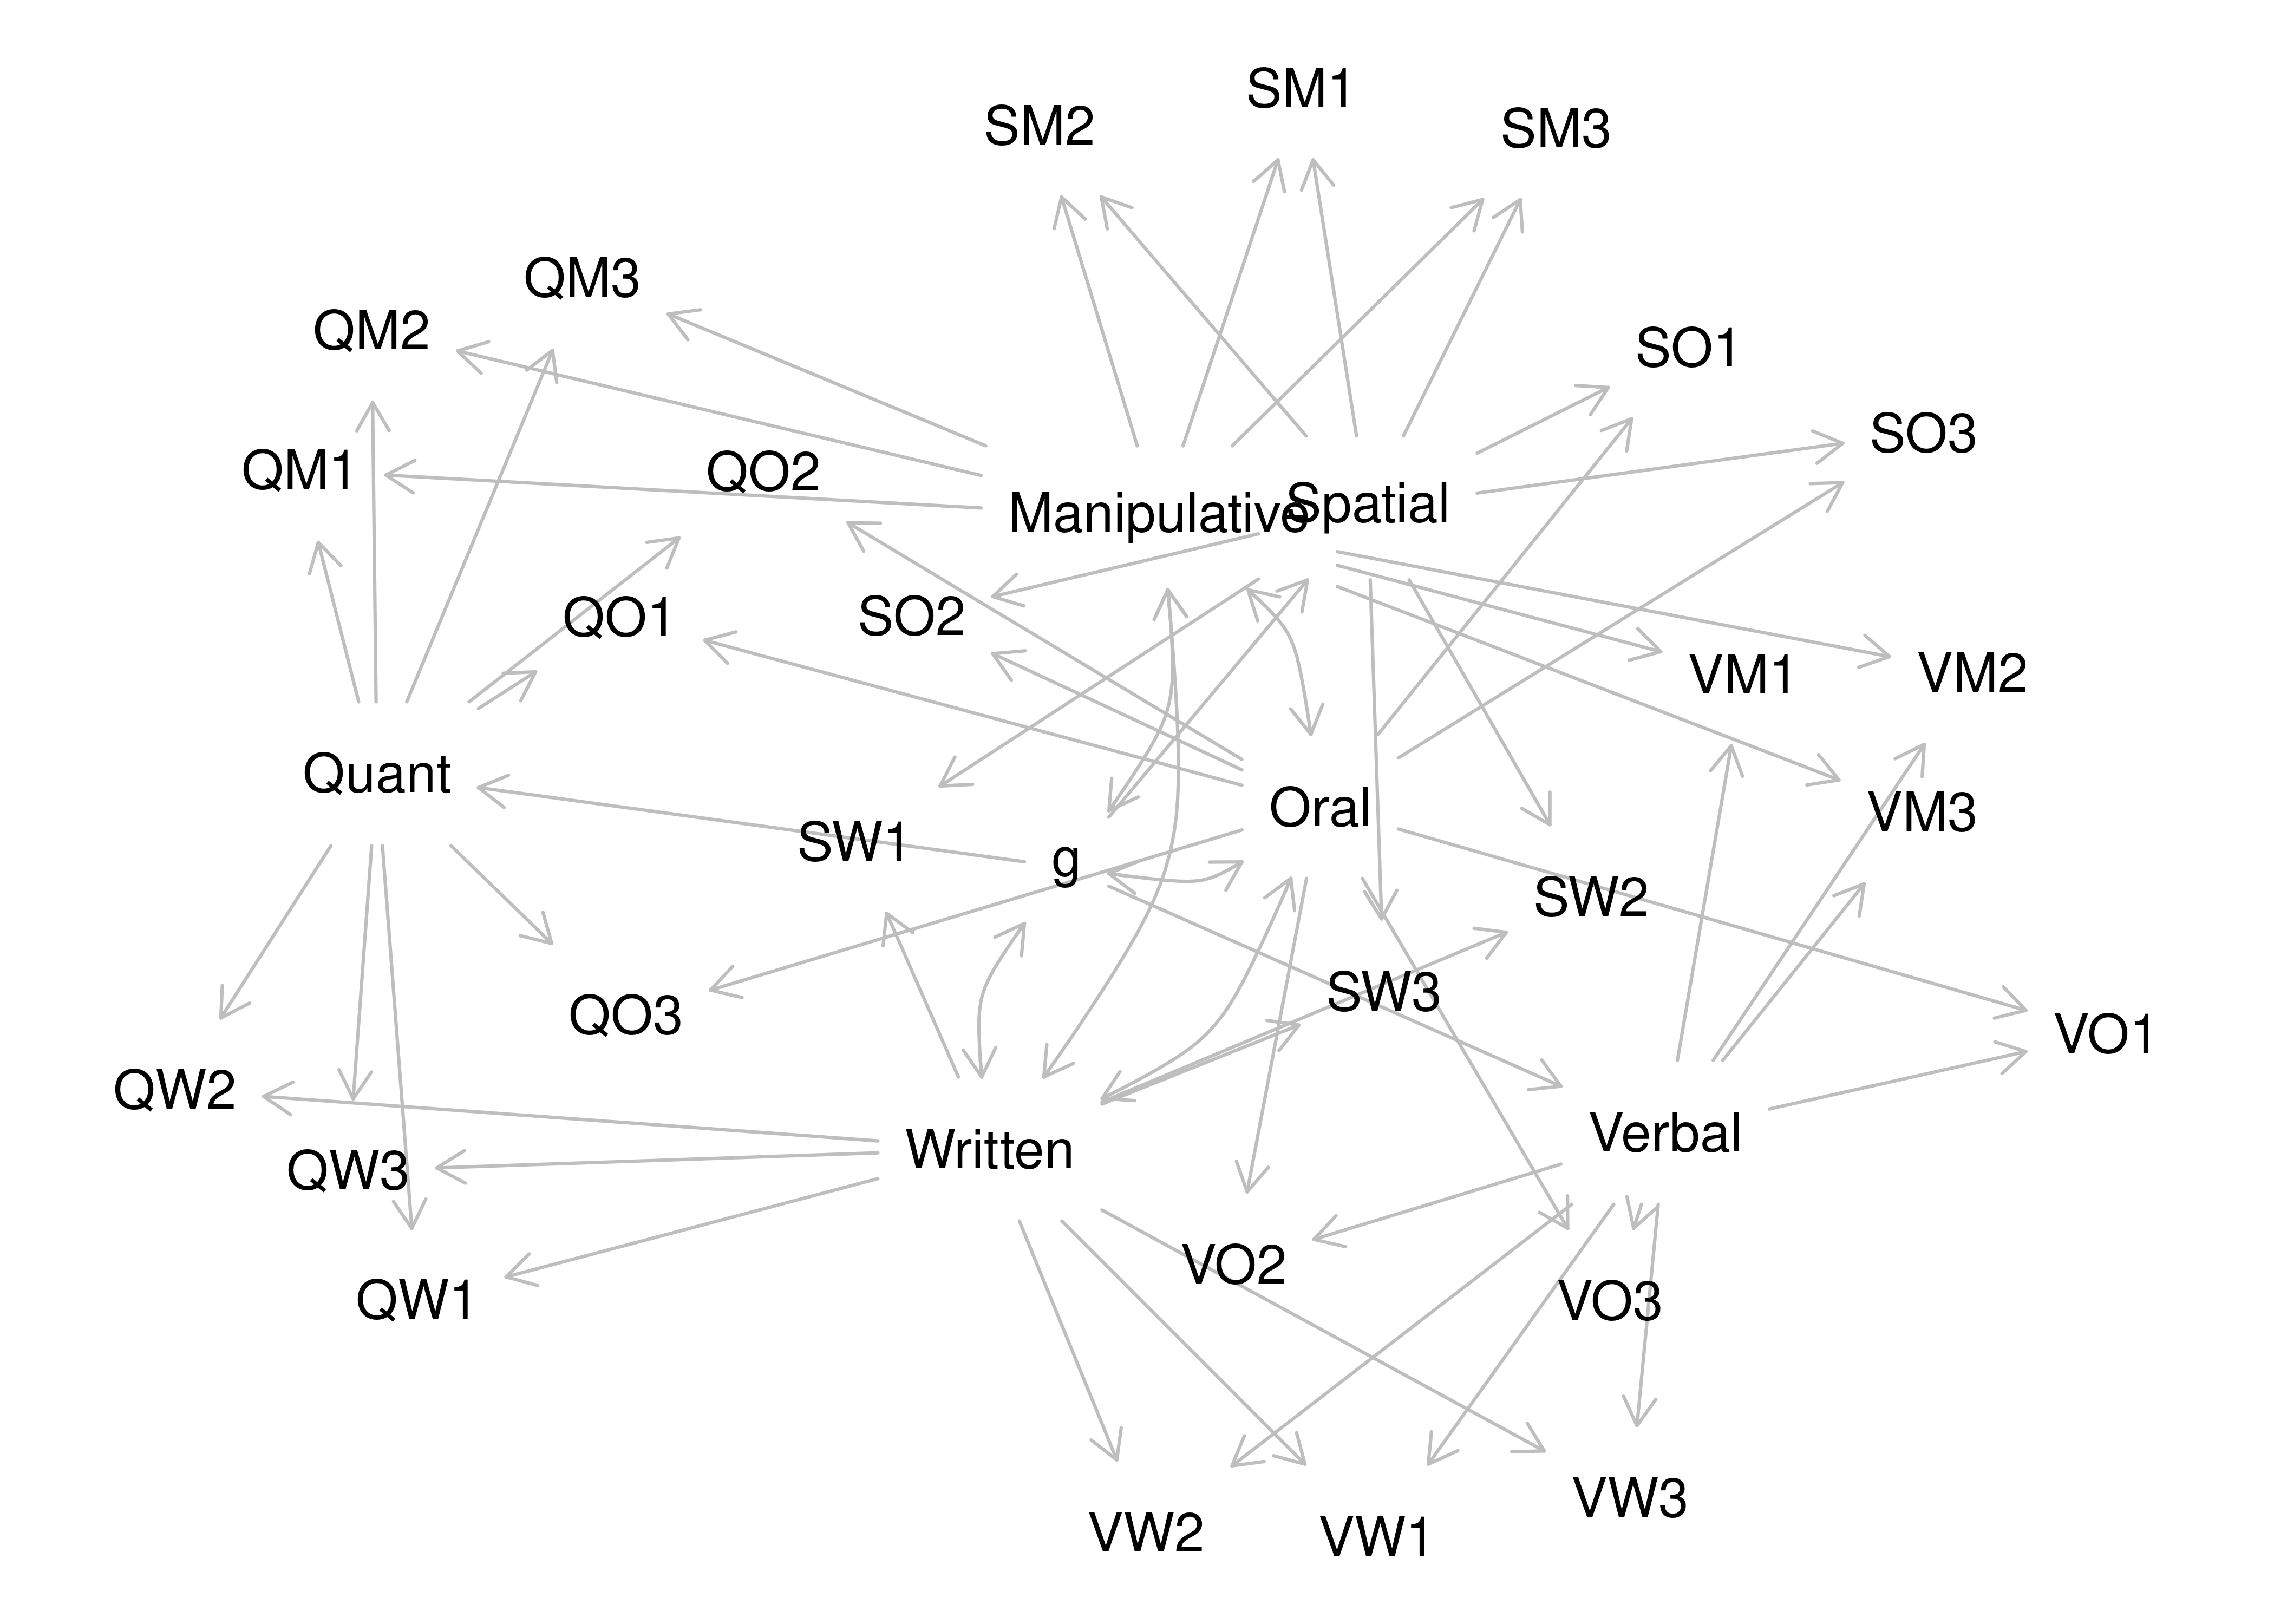 SM1
SM2
SM3
QM3
QM2
SO1
SO3
QM1
QO2
Manipulative
Spatial
QO1
SO2
VM1
VM2
Quant
Oral
VM3
SW1
g
SW2
SW3
QO3
VO1
QW2
Verbal
Written
QW3
VO2
QW1
VO3
VW3
VW2
VW1